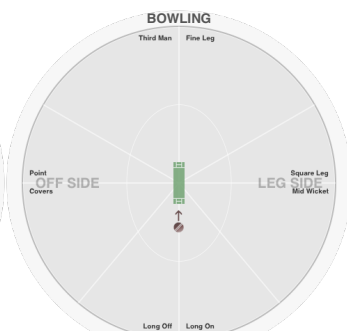 BOWLING
Third Man Fine Leg
Point Square Leg
OFF SIDE LEG SIDE
Covers Mid Wicket
Long Off Long On